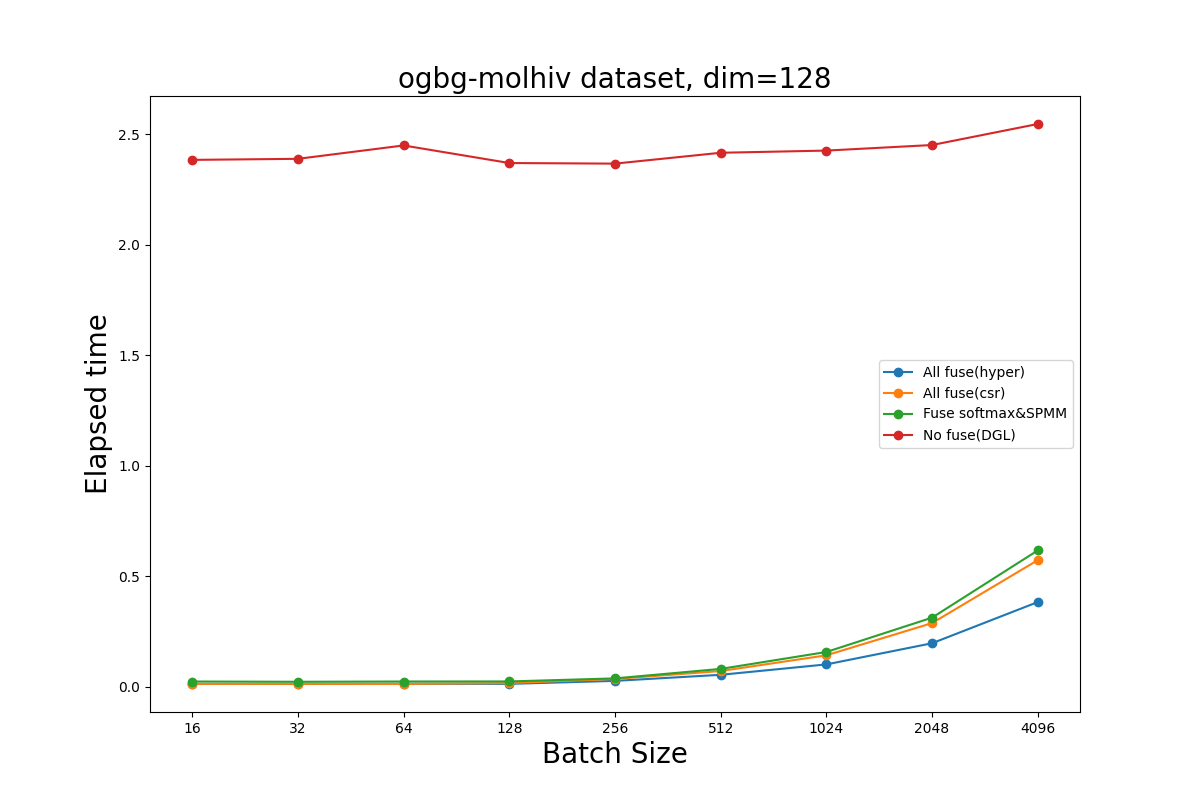 ogbg-molhiv dataset, dim=128
Elapsed time
2.5
2.0
1.5
1.0
0.5
0.0
All fuse(hyper)
All fuse(csr)
Fuse softmax&SPMM
No fuse(DGL)
16 32 64 128 256 512 1024 2048 4096
Batch Size